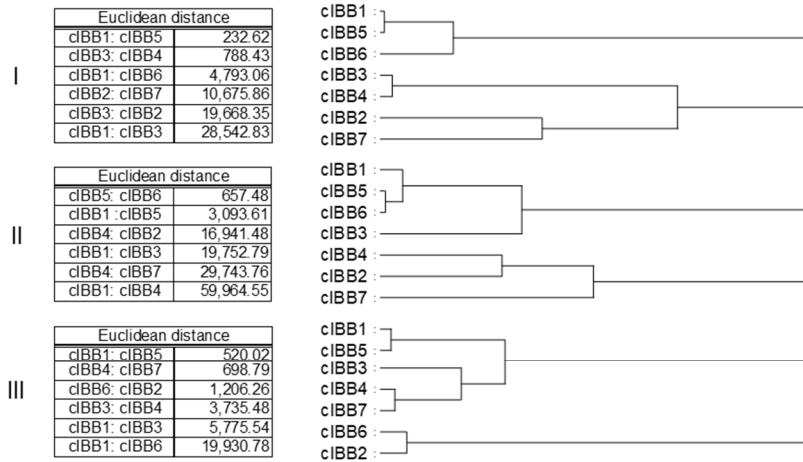 I
Euclidean distance
cIBB1: cIBB5 232.62
cIBB3: cIBB4 788.43
cIBB1: cIBB6 4,793.06
cIBB2: cIBB7 10,675.86
cIBB3: cIBB2 19,668.35
cIBB1: cIBB3 28,542.83
cIBB1 :
cIBB5 :
cIBB6 :
cIBB3 :
cIBB4 :
cIBB2 :
cIBB7 :
II
Euclidean distance
cIBB5: cIBB6 657.48
cIBB1 :cIBB5 3,093.61
cIBB4: cIBB2 16,941.48
cIBB1: cIBB3 19,752.79
cIBB4: cIBB7 29,743.76
cIBB1: cIBB4 59,964.55
cIBB1 :
cIBB5 :
cIBB6 :
cIBB3 :
cIBB4 :
cIBB2 :
cIBB7 :
III
Euclidean distance
cIBB1: cIBB5 520.02
cIBB4: cIBB7 698.79
cIBB6: cIBB2 1,206.26
cIBB3: cIBB4 3,735.48
cIBB1: cIBB3 5,775.54
cIBB1: cIBB6 19,930.78
cIBB1 :
cIBB5 :
cIBB3 :
cIBB4 :
cIBB7 :
cIBB6 :
cIBB2 :